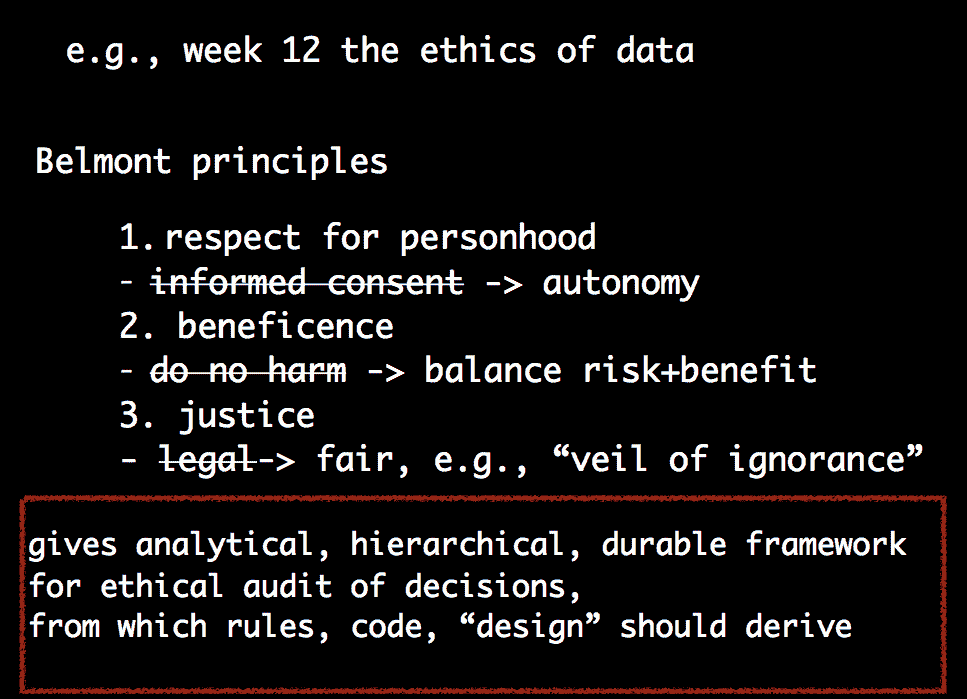 e.g., week 12 the ethics of data
Belmont principles
1. respect for personhood
- informed consent -> autonomy
2. beneficence
- do no harm -> balance risk+benefit
3. justice
- legal-> fair, e.g., “veil of ignorance”
gives analytical, hierarchical, durable framework
for ethical audit of decisions,
from which rules, code, “design” should derive